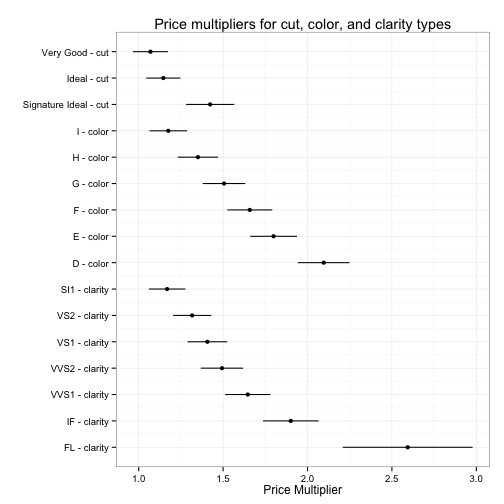 Price multipliers for cut, color, and clarity types
Very Good - cut
Ideal - cut
Signature Ideal - cut
I - color
H - color
G - color
F - color
E - color
D - color
SI1 - clarity
VS2 - clarity
VS1 - clarity
VVS2 - clarity
VVS1 - clarity
IF - clarity
FL - clarity
1.0 1.5 2.0 2.5 3.0
Price Multiplier